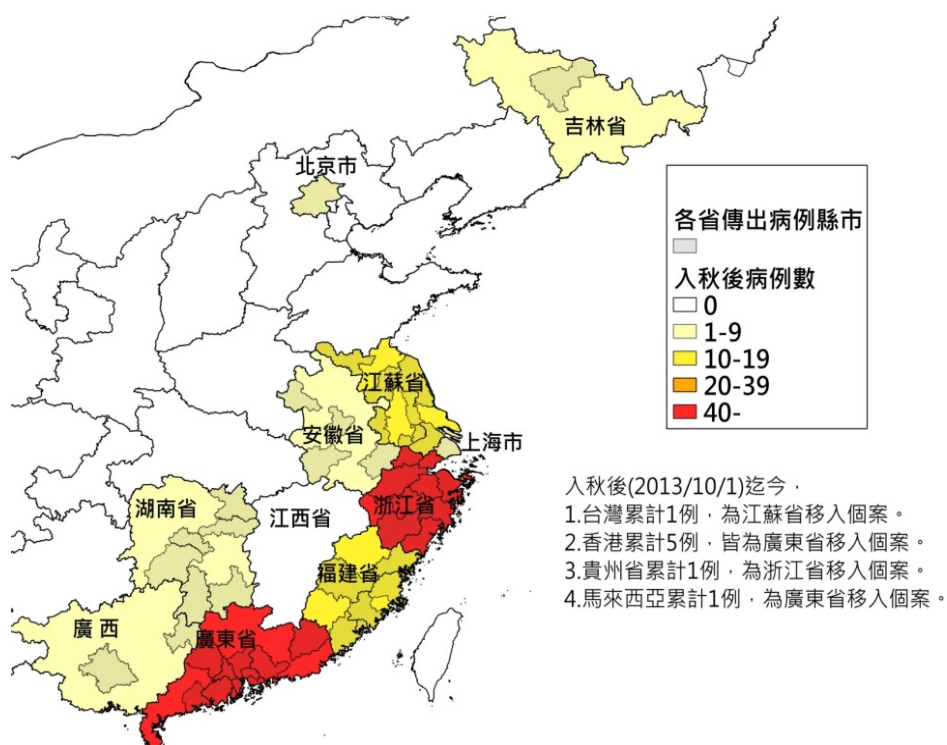 吉林省
北京市
江蘇省
安徽省
上海市
浙江省
湖南省
江西省
福建省
廣西
廣東省
各省傳出病例縣市
入秋後病例數
0
1-9
10-19
20-39
40-
入秋後(2013/10/1)迄今，
1.台灣累計1例，為江蘇省移入個案。
2.香港累計5例，皆為廣東省移入個案。
3.貴州省累計1例，為浙江省移入個案。
4.馬來西亞累計1例，為廣東省移入個案。